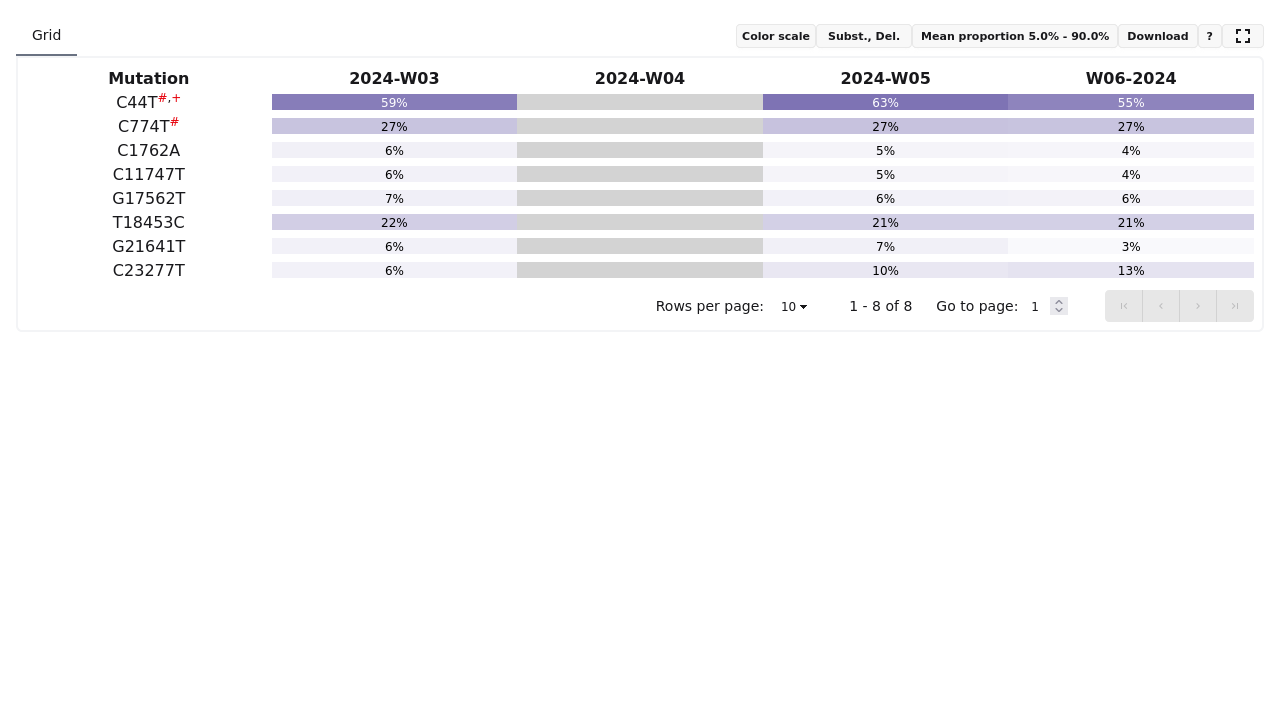 Grid
Color scale Subst., Del. Mean proportion 5.0% - 90.0% Download ?
Mutation 2024-W03 2024-W04 2024-W05 W06-2024
C44T#,+ 59% 63% 55%
C774T# 27% 27% 27%
C1762A 6% 5% 4%
C11747T 6% 5% 4%
G17562T 7% 6% 6%
T18453C 22% 21% 21%
G21641T 6% 7% 3%
C23277T 6% 10% 13%
Rows per page: 10 1 - 8 of 8 Go to page: 1